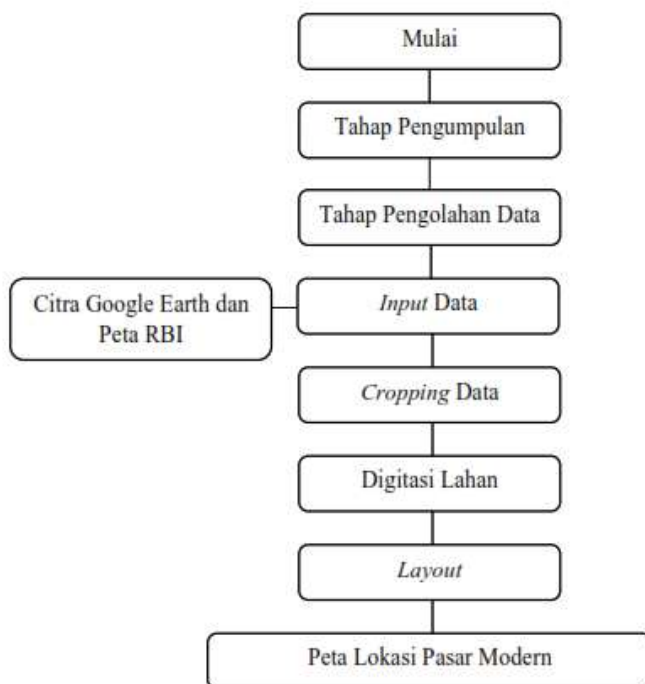 Mulai
Tahap Pengumpulan
Tahap Pengolahan Data
Citra Google Earth dan
Peta RBI
Input Data
Cropping Data
Digitasi Lahan
Layout
Peta Lokasi Pasar Modern